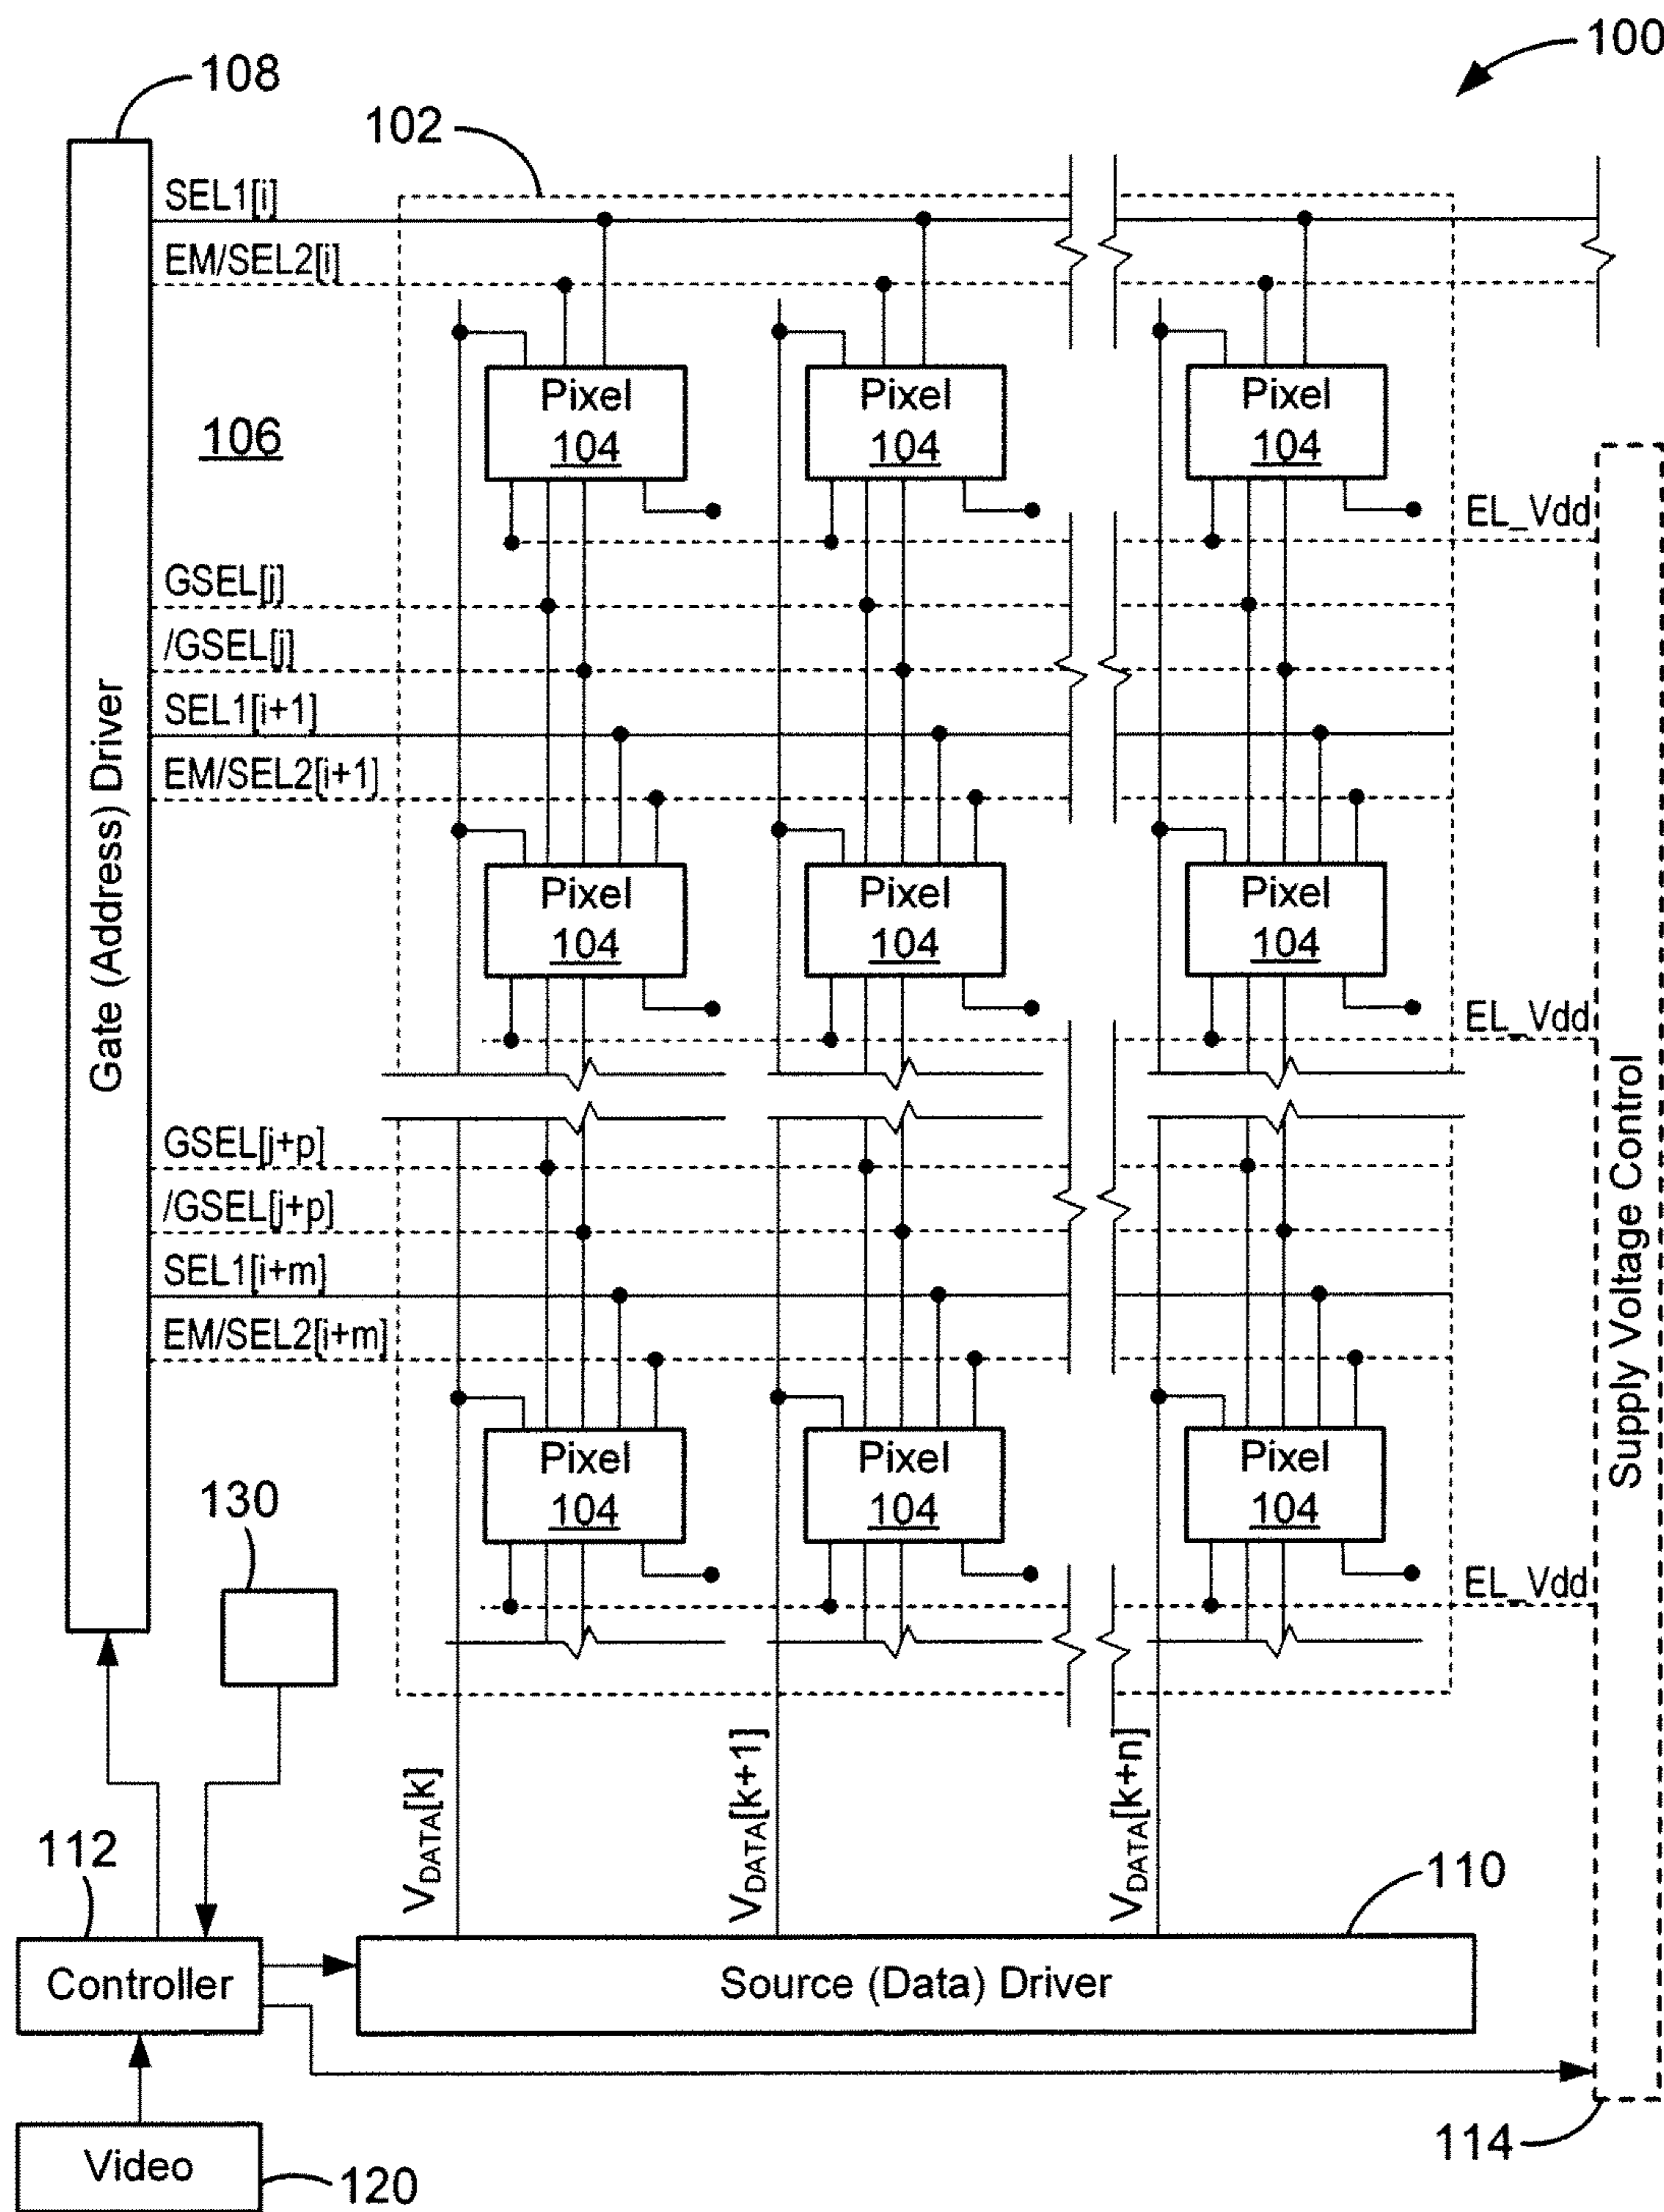 100
108
102
SEL1[i]
EM/SEL2[i]
Pixel
104
Pixel
104
Pixel
104
106
EL_Vdd
GSEL[j]
/GSEL[j]
SEL1[i+1]
EM/SEL2[i+1]
Gate (Address) Driver
Pixel
104
Pixel
104
Pixel
104
EL_Vdd
Supply Voltage Control
GSEL[j+p]
/GSEL[j+p]
SEL1[i+m]
EM/SEL2[i+m]
Pixel
104
Pixel
104
Pixel
104
130
EL_Vdd
VDATA[k]
VDATA[k+1]
VDATA[k+n]
112
110
Controller
Source (Data) Driver
114
Video
120